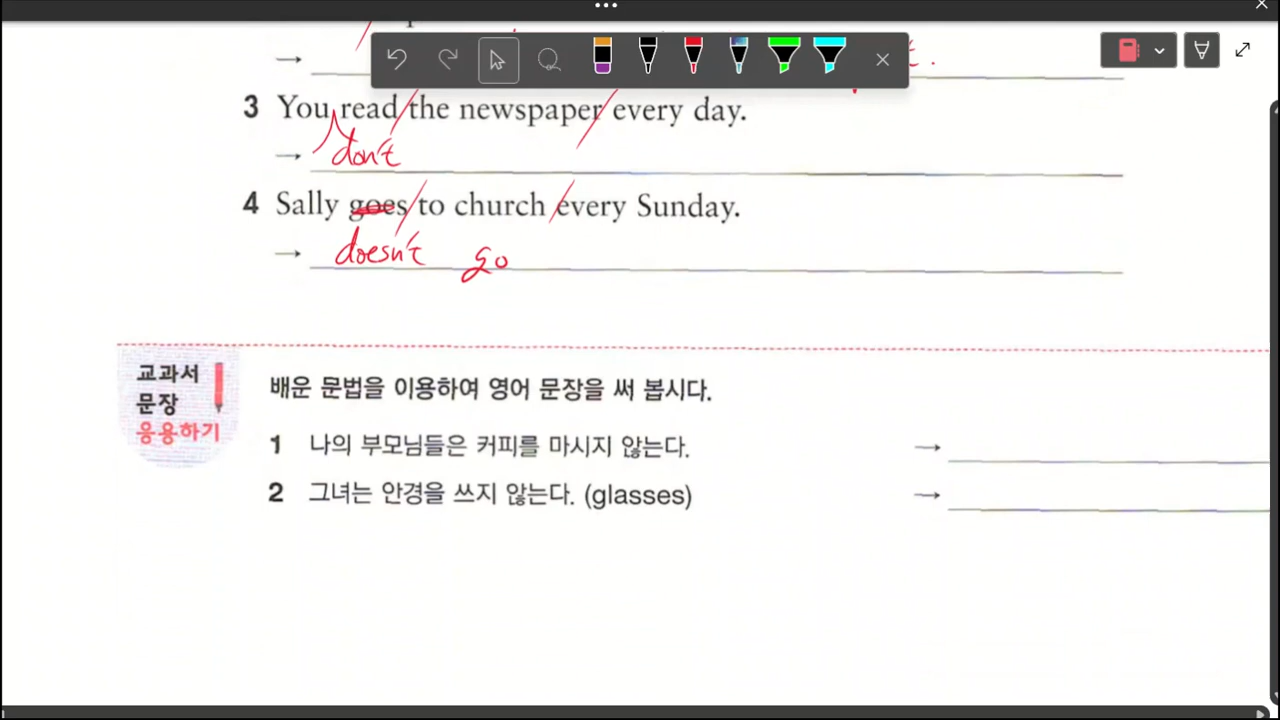 →
3 You read the newspaper every day.
→ don't
4 Sally goes to church every Sunday.
→ doesn't go
교과서
문장
응용하기
배운 문법을 이용하여 영어 문장을 써 봅시다.
1 나의 부모님들은 커피를 마시지 않는다. →
2 그녀는 안경을 쓰지 않는다. (glasses) →